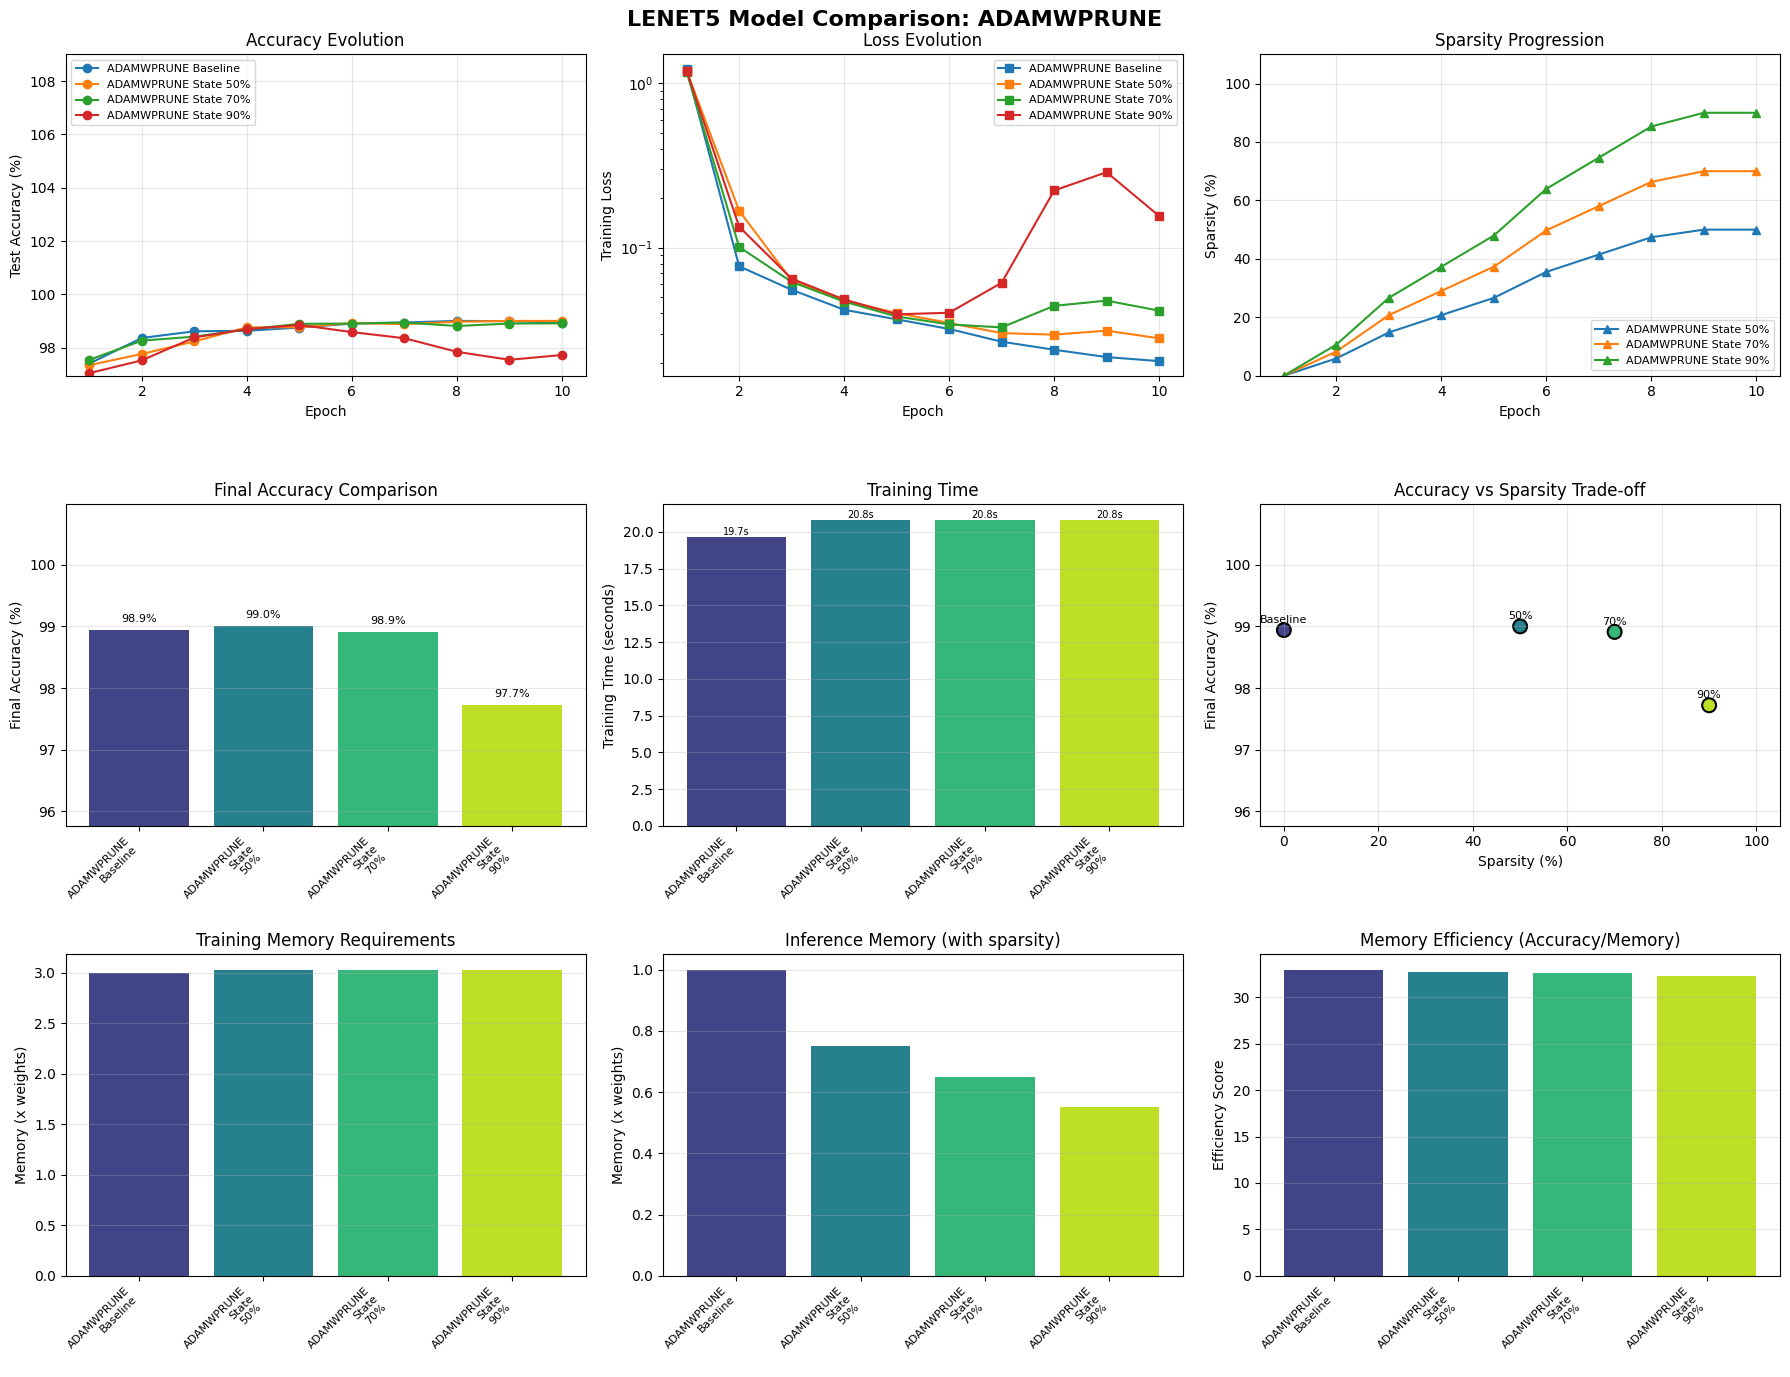 LENET5 Model Comparison: ADAMWPRUNE
Accuracy Evolution
108
106
104
102
100
98
Test Accuracy (%)
ADAMWPRUNE Baseline
ADAMWPRUNE State 50%
ADAMWPRUNE State 70%
ADAMWPRUNE State 90%
2 4 6 8 10
Epoch
Loss Evolution
10⁰
10⁻¹
Training Loss
ADAMWPRUNE Baseline
ADAMWPRUNE State 50%
ADAMWPRUNE State 70%
ADAMWPRUNE State 90%
2 4 6 8 10
Epoch
Sparsity Progression
100
80
60
40
20
0
Sparsity (%)
ADAMWPRUNE State 50%
ADAMWPRUNE State 70%
ADAMWPRUNE State 90%
2 4 6 8 10
Epoch
Final Accuracy Comparison
100
99
98
97
96
Final Accuracy (%)
98.9%
99.0%
98.9%
97.7%
ADAMWPRUNE
Baseline
ADAMWPRUNE
State
50%
ADAMWPRUNE
State
70%
ADAMWPRUNE
State
90%
Training Time
20.0
17.5
15.0
12.5
10.0
7.5
5.0
2.5
0.0
Training Time (seconds)
19.7s
20.8s
20.8s
20.8s
ADAMWPRUNE
Baseline
ADAMWPRUNE
State
50%
ADAMWPRUNE
State
70%
ADAMWPRUNE
State
90%
Accuracy vs Sparsity Trade-off
100
99
98
97
96
Final Accuracy (%)
Baseline
50%
70%
90%
0 20 40 60 80 100
Sparsity (%)
Training Memory Requirements
3.0
2.5
2.0
1.5
1.0
0.5
0.0
Memory (x weights)
ADAMWPRUNE
Baseline
ADAMWPRUNE
State
50%
ADAMWPRUNE
State
70%
ADAMWPRUNE
State
90%
Inference Memory (with sparsity)
1.0
0.8
0.6
0.4
0.2
0.0
Memory (x weights)
ADAMWPRUNE
Baseline
ADAMWPRUNE
State
50%
ADAMWPRUNE
State
70%
ADAMWPRUNE
State
90%
Memory Efficiency (Accuracy/Memory)
30
25
20
15
10
5
0
Efficiency Score
ADAMWPRUNE
Baseline
ADAMWPRUNE
State
50%
ADAMWPRUNE
State
70%
ADAMWPRUNE
State
90%